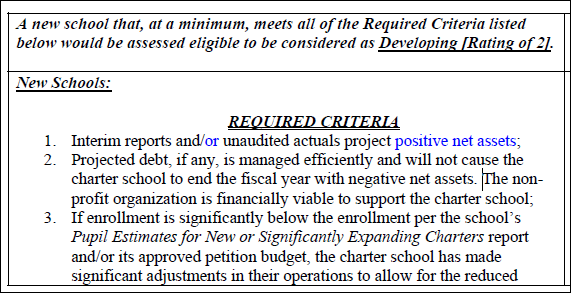 A new school that, at a minimum, meets all of the Required Criteria listed
below would be assessed eligible to be considered as Developing [Rating of 2].
New Schools:
REQUIRED CRITERIA
1. Interim reports and/or unaudited actuals project positive net assets;
2. Projected debt, if any, is managed efficiently and will not cause the
charter school to end the fiscal year with negative net assets. The non-
profit organization is financially viable to support the charter school;
3. If enrollment is significantly below the enrollment per the school's
Pupil Estimates for New or Significantly Expanding Charters report
and/or its approved petition budget, the charter school has made
significant adjustments in their operations to allow for the reduced